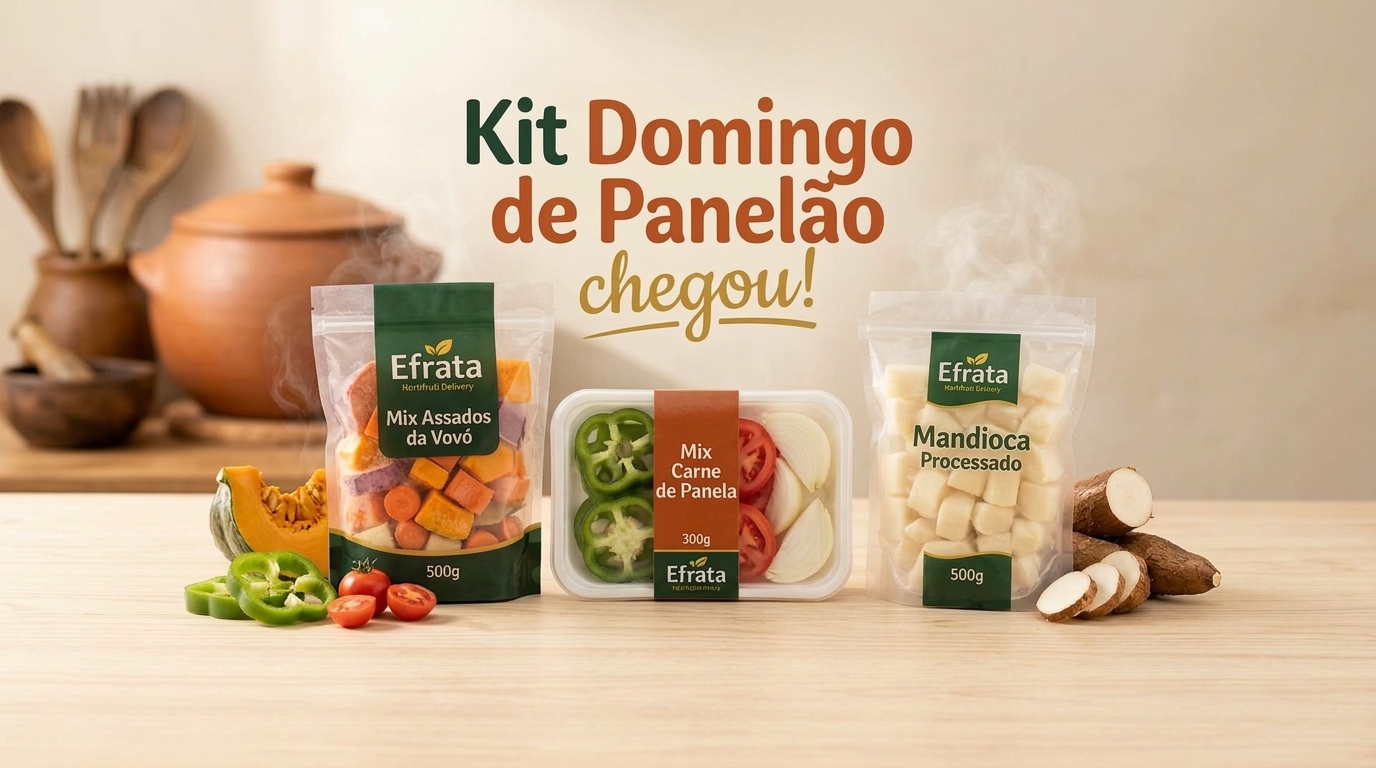 Kit Domingo
de Panelão
chegou!
Efrata
Hortifruti Delivery
Mix Assados
da Vovó
500g
Mix
Carne
de Panela
300g
Efrata
Efrata
Hortifruti Delivery
Mandioca
Processado
500g